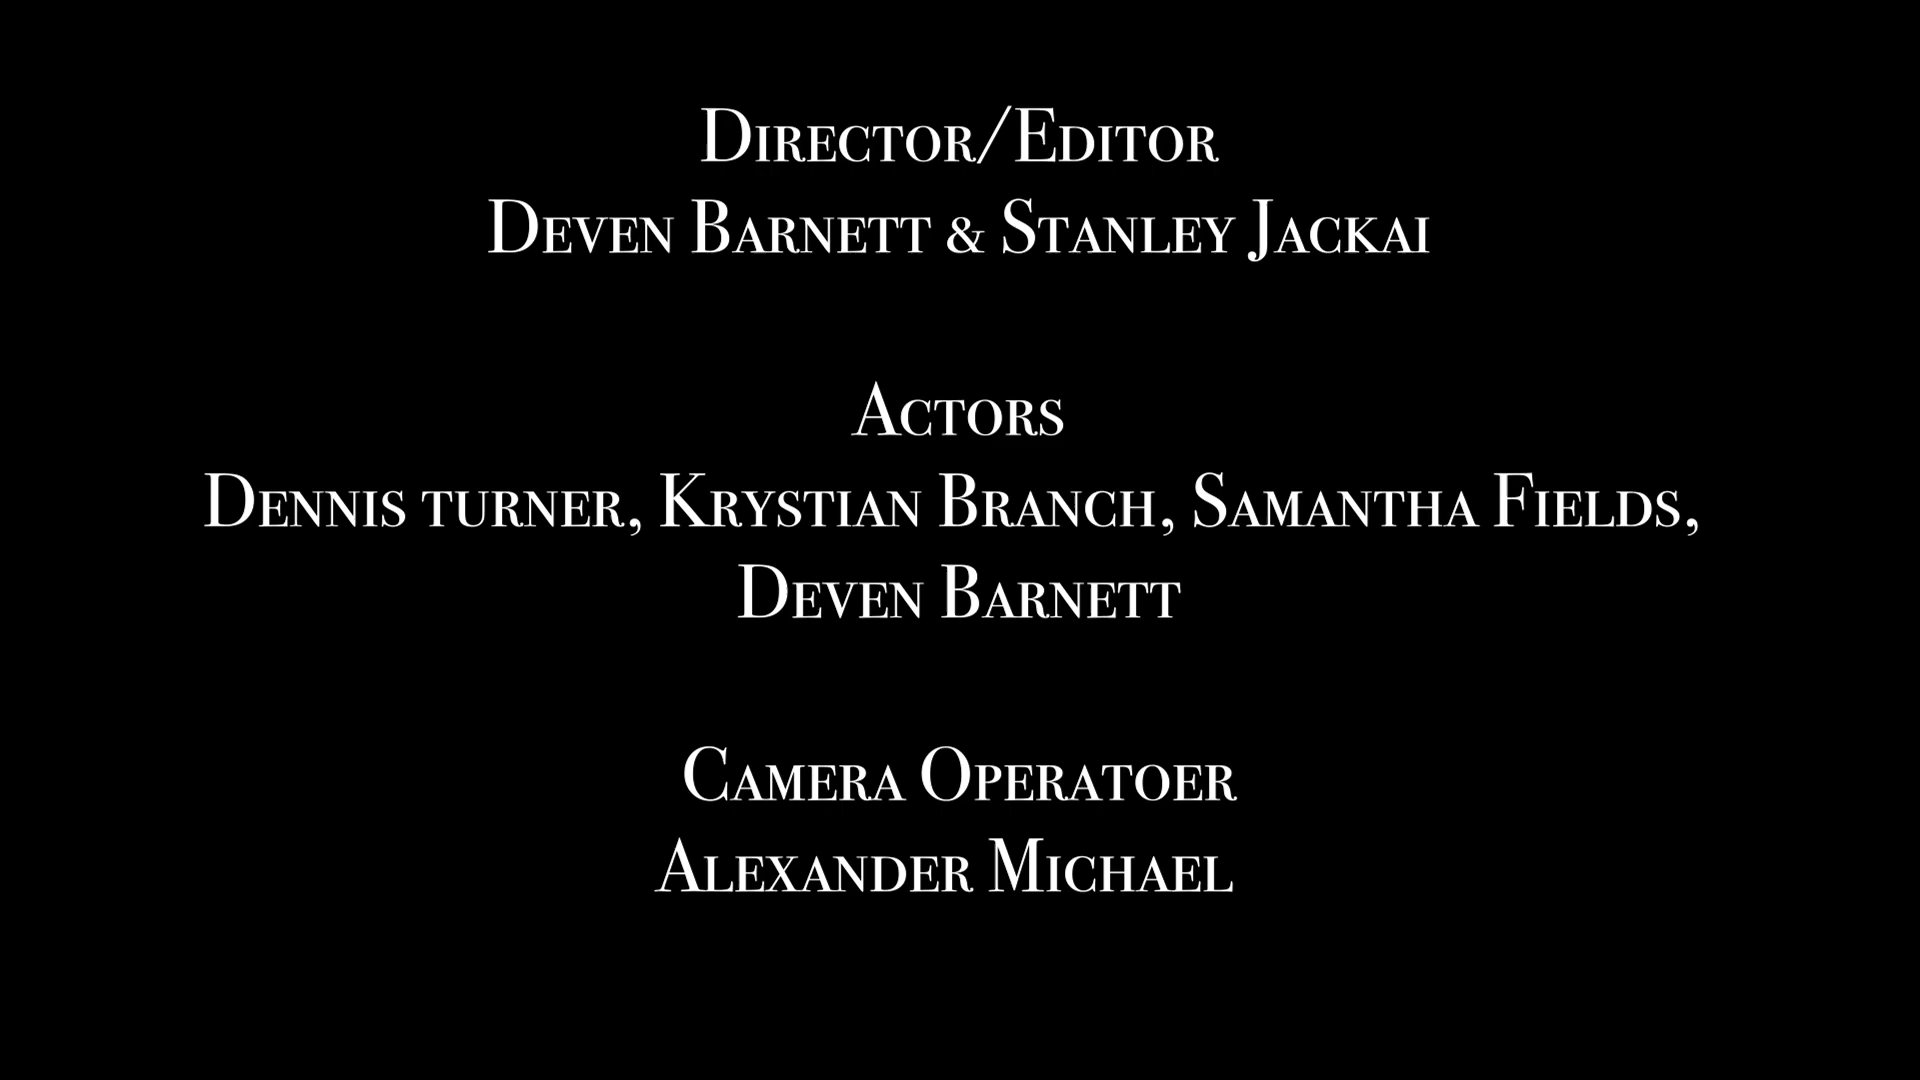 Director/Editor
Deven Barnett & Stanley Jackai
Actors
Dennis turner, Krystian Branch, Samantha Fields,
Deven Barnett
Camera Operatoer
Alexander Michael